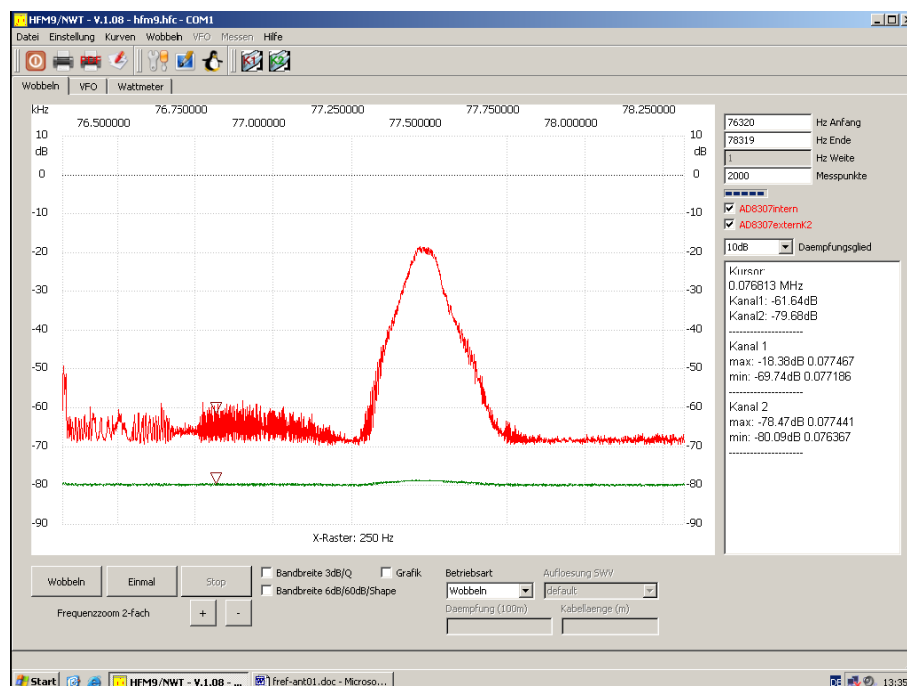 HFM9/NWT - V.1.08 - hfm9.hfc - COM1
Datei Einstellung Kurven Wobbeln VFO Messen Hilfe
K1 K2
Wobbeln VFO Wattmeter
kHz 76.750000 77.250000 77.750000 78.250000
76.500000 77.000000 77.500000 78.000000
10 10
dB dB
0 0
-10 -10
-20 -20
-30 -30
-40 -40
-50 -50
-60 -60
-70 -70
-80 -80
-90 -90
X-Raster: 250 Hz
76320 Hz Anfang
78319 Hz Ende
1 Hz Weite
2000 Messpunkte
AD8307intern
AD8307externK2
10dB Daempfungsglied
Kursor:
0.076813 MHz
Kanal1: -61.64dB
Kanal2: -79.68dB
---------------------
Kanal 1
max: -18.38dB 0.077467
min: -69.74dB 0.077186
---------------------
Kanal 2
max: -78.47dB 0.077441
min: -80.09dB 0.076367
---------------------
Wobbeln Einmal Stop
Frequenzzoom 2-fach + -
Bandbreite 3dB/Q Grafik
Bandbreite 6dB/60dB/Shape
Betriebsart Aufloesung SWV
Wobbeln default
Daempfung (100m) Kabellaenge (m)
Start HFM9/NWT - V.1.08 - ... fref-ant01.doc - Microso... DE 13:35